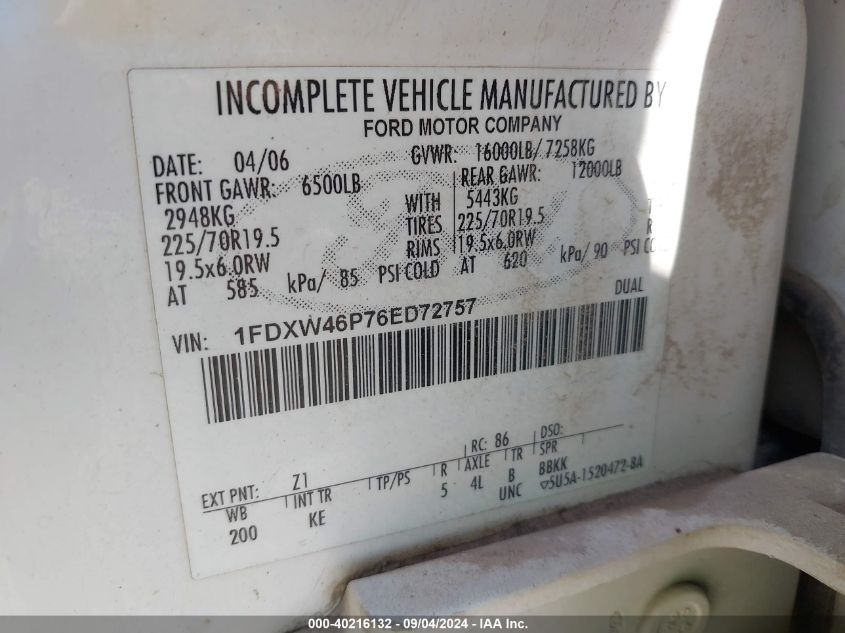 INCOMPLETE VEHICLE MANUFACTURED BY
FORD MOTOR COMPANY
DATE: 04/06 GVWR: 16000LB/ 7258KG
FRONT GAWR: 6500LB REAR GAWR: 12000LB
2948KG WITH 5443KG
225/70R19.5 TIRES 225/70R19.5
19.5x6.0RW RIMS 19.5x6.0RW
AT 585 kPa/ 85 PSI COLD AT 620 kPa/ 90 PSI CO
DUAL
VIN: 1FDXW46P76ED72757
RC: 86 DSO:
EXT PNT: Z1 TP/PS R AXLE TR SPR
WB INT TR 5 4L B BBKK
200 KE UNC 5U5A-1520472-BA
000-40216132 - 09/04/2024 - IAA Inc.